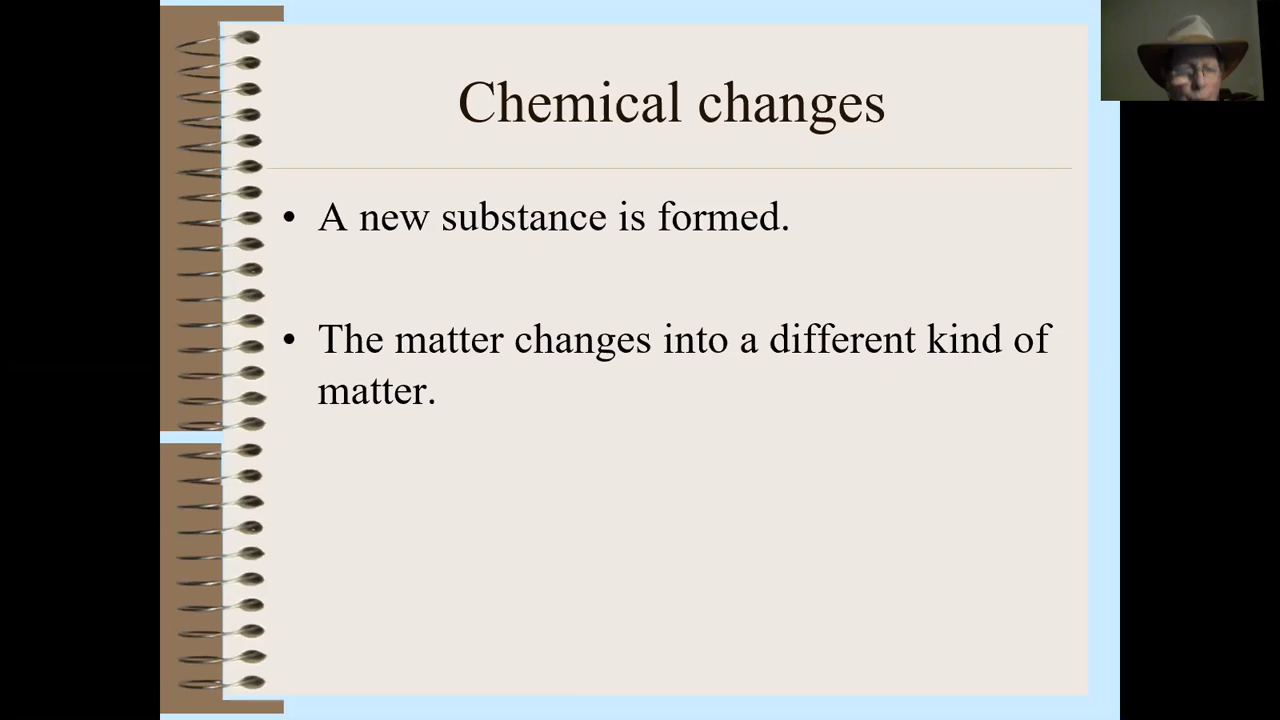 Chemical changes
• A new substance is formed.
• The matter changes into a different kind of
matter.